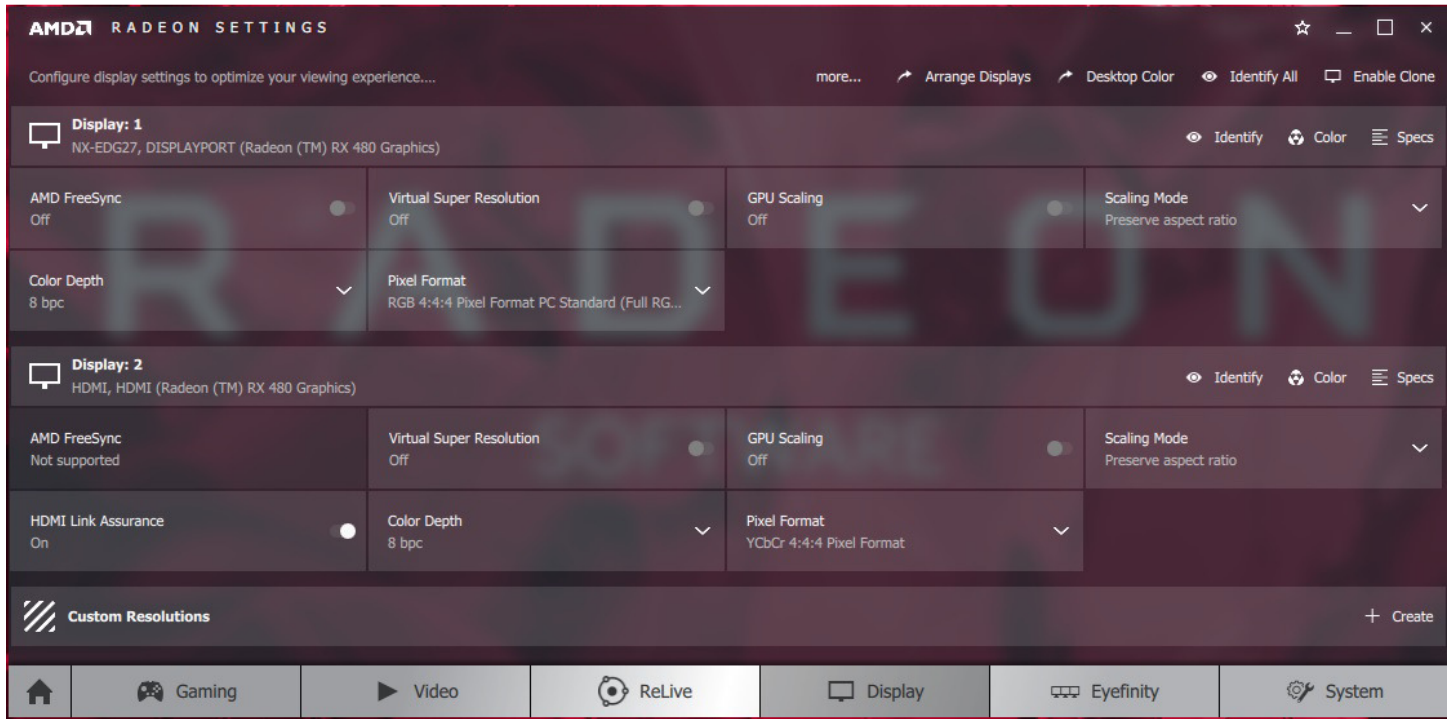 AMD RADEON SETTINGS
Configure display settings to optimize your viewing experience.... more... Arrange Displays Desktop Color Identify All Enable Clone
Display: 1
NX-EDG27, DISPLAYPORT (Radeon (TM) RX 480 Graphics)
Identify Color Specs
AMD FreeSync
Off
Virtual Super Resolution
Off
GPU Scaling
Off
Scaling Mode
Preserve aspect ratio
Color Depth
8 bpc
Pixel Format
RGB 4:4:4 Pixel Format PC Standard (Full RG...
RADEON
Display: 2
HDMI, HDMI (Radeon (TM) RX 480 Graphics)
Identify Color Specs
AMD FreeSync
Not supported
Virtual Super Resolution
Off
GPU Scaling
Off
Scaling Mode
Preserve aspect ratio
SOFTWARE
HDMI Link Assurance
On
Color Depth
8 bpc
Pixel Format
YCbCr 4:4:4 Pixel Format
Custom Resolutions
Create
Gaming Video ReLive Display Eyefinity System